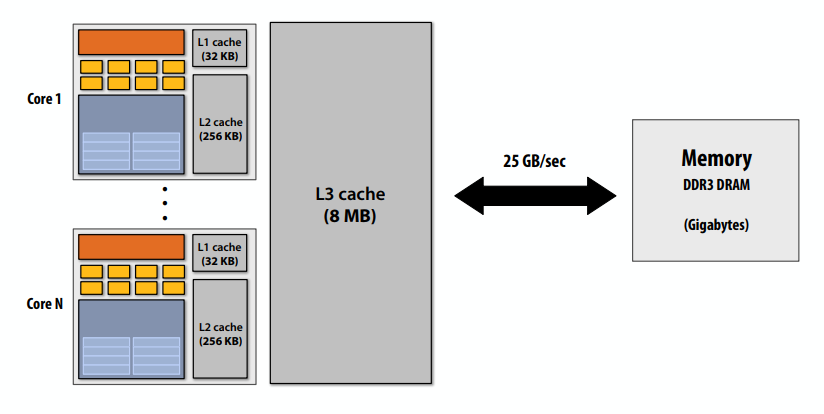 Core 1
L1 cache
(32 KB)
L2 cache
(256 KB)
Core N
L1 cache
(32 KB)
L2 cache
(256 KB)
L3 cache
(8 MB)
25 GB/sec
Memory
DDR3 DRAM
(Gigabytes)